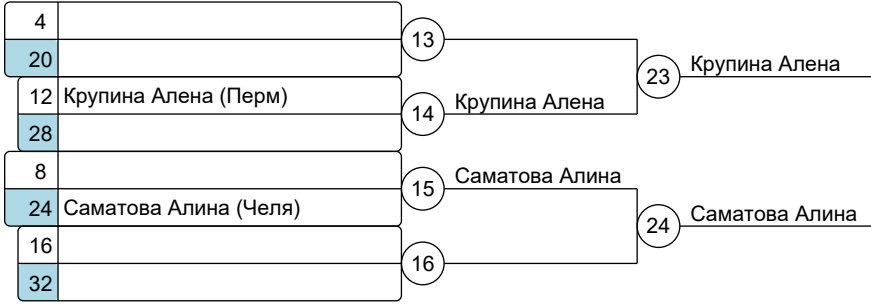 4
13
20
23 Крупина Алена
12 Крупина Алена (Перм)
14 Крупина Алена
28
8
15 Саматова Алина
24 Саматова Алина (Челя)
24 Саматова Алина
16
16
32